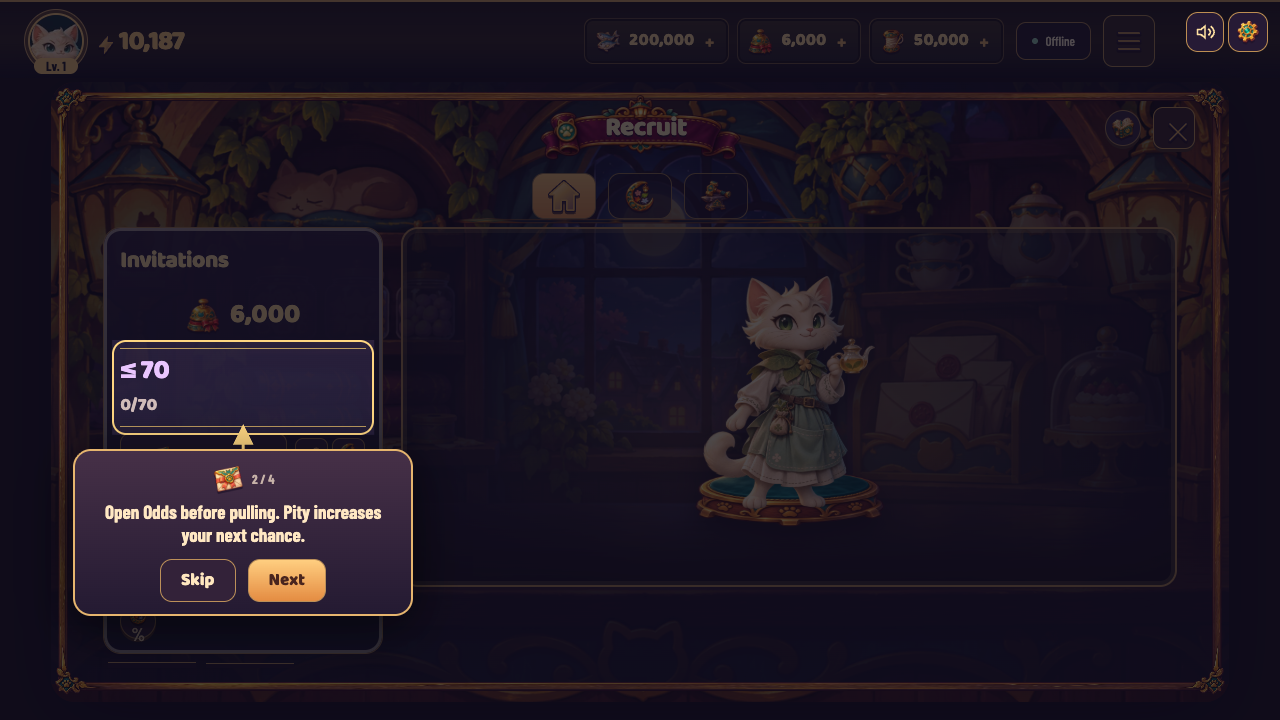 10,187
Lv. 1
200,000 +
6,000 +
50,000 +
Offline
Recruit
Invitations
6,000
≤ 70
0/70
2 / 4
Open Odds before pulling. Pity increases
your next chance.
Skip
Next
%